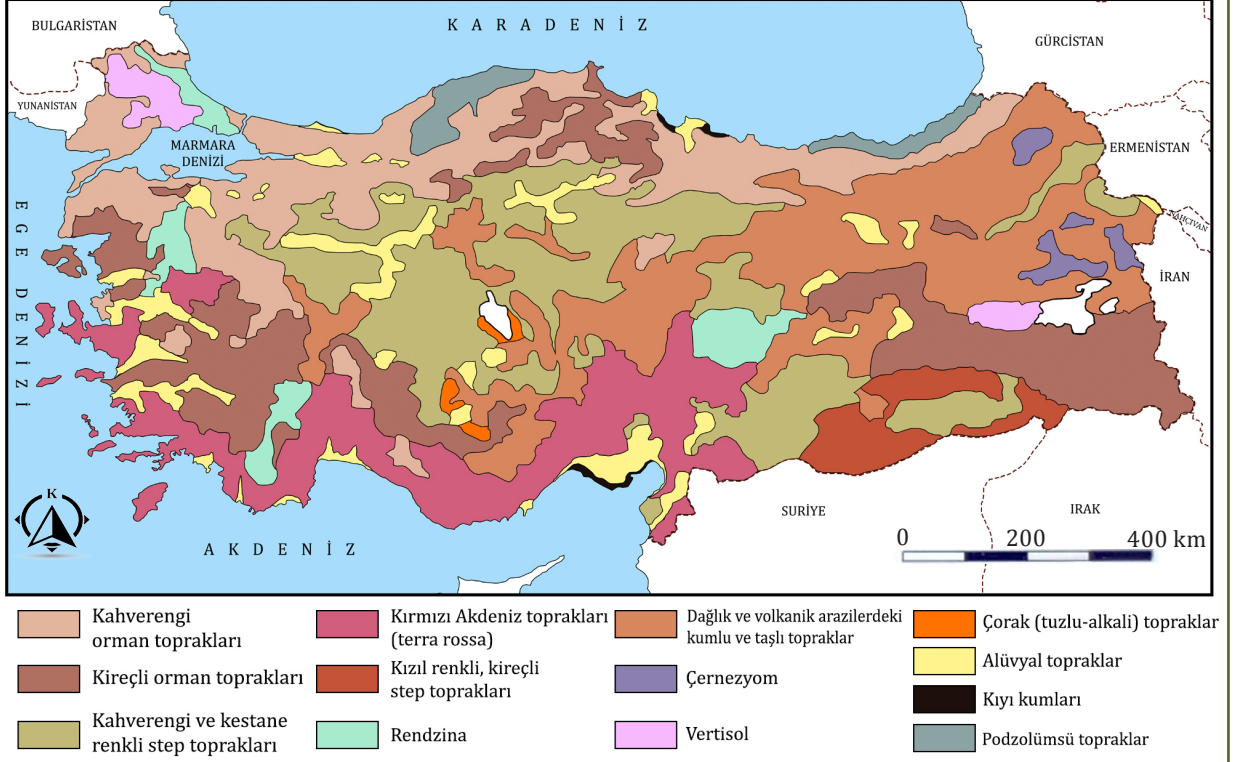 BULGARİSTAN
KARADENİZ
GÜRCİSTAN
YUNANİSTAN
MARMARA
DENİZİ
ERMENİSTAN
NAHÇIVAN
EGE DENİZİ
İRAN
K
AKDENİZ
SURİYE
IRAK
0 200 400 km
Kahverengi
orman toprakları
Kireçli orman toprakları
Kahverengi ve kestane
renkli step toprakları
Kırmızı Akdeniz toprakları
(terra rossa)
Kızıl renkli, kireçli
step toprakları
Rendzina
Dağlık ve volkanik arazilerdeki
kumlu ve taşlı topraklar
Çernezyom
Vertisol
Çorak (tuzlu-alkali) topraklar
Alüvyal topraklar
Kıyı kumları
Podzolümsü topraklar